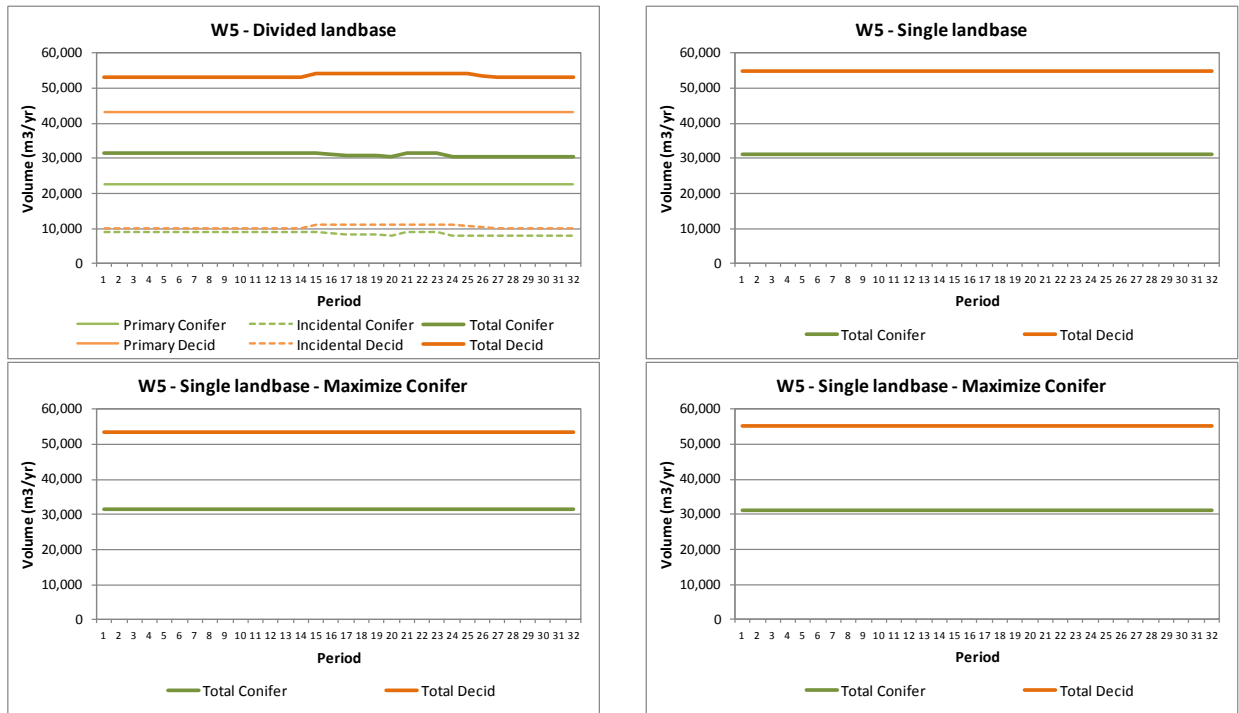 W5 - Divided landbase
60,000
50,000
40,000
30,000
20,000
10,000
0
Volume (m3/yr)
1 2 3 4 5 6 7 8 9 10 11 12 13 14 15 16 17 18 19 20 21 22 23 24 25 26 27 28 29 30 31 32
Period
Primary Conifer Incidental Conifer Total Conifer
Primary Decid Incidental Decid Total Decid
W5 - Single landbase
60,000
50,000
40,000
30,000
20,000
10,000
0
Volume (m3/yr)
1 2 3 4 5 6 7 8 9 10 11 12 13 14 15 16 17 18 19 20 21 22 23 24 25 26 27 28 29 30 31 32
Period
Total Conifer Total Decid
W5 - Single landbase - Maximize Conifer
60,000
50,000
40,000
30,000
20,000
10,000
0
Volume (m3/yr)
1 2 3 4 5 6 7 8 9 10 11 12 13 14 15 16 17 18 19 20 21 22 23 24 25 26 27 28 29 30 31 32
Period
Total Conifer Total Decid
W5 - Single landbase - Maximize Conifer
60,000
50,000
40,000
30,000
20,000
10,000
0
Volume (m3/yr)
1 2 3 4 5 6 7 8 9 10 11 12 13 14 15 16 17 18 19 20 21 22 23 24 25 26 27 28 29 30 31 32
Period
Total Conifer Total Decid